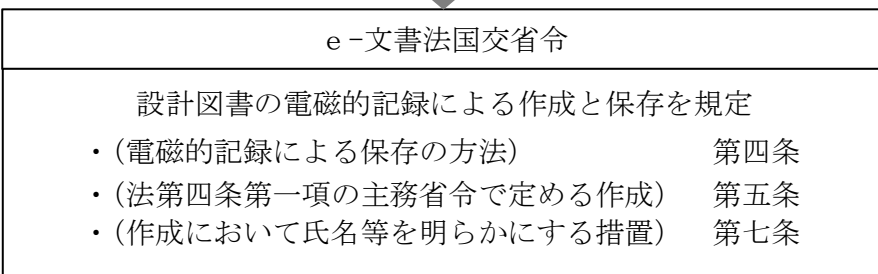 e-文書法国交省令
設計図書の電磁的記録による作成と保存を規定
・(電磁的記録による保存の方法) 第四条
・(法第四条第一項の主務省令で定める作成) 第五条
・(作成において氏名等を明らかにする措置) 第七条